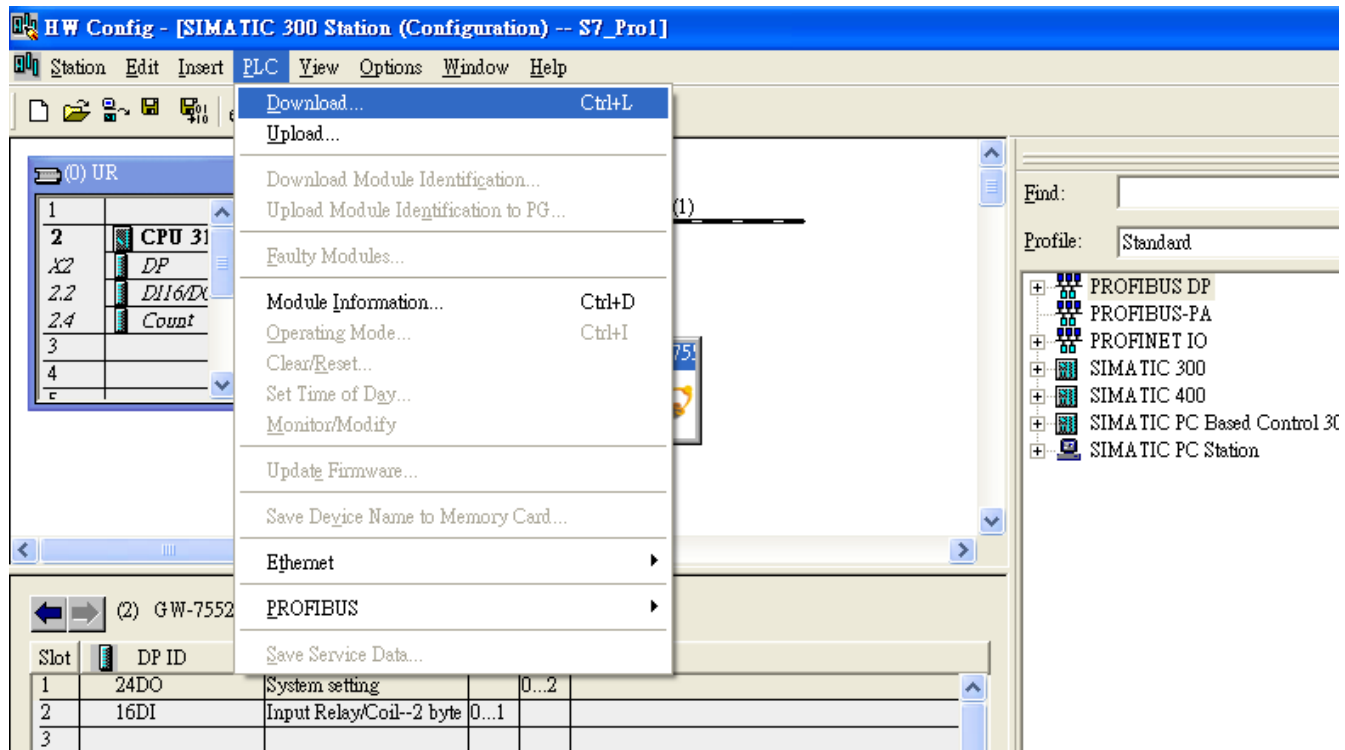 HW Config - [SIMATIC 300 Station (Configuration) -- S7_Pro1]
Station Edit Insert PLC View Options Window Help
Download... Ctrl+L
Upload...
Download Module Identification...
Upload Module Identification to PG...
Faulty Modules...
Module Information... Ctrl+D
Operating Mode... Ctrl+I
Clear/Reset...
Set Time of Day...
Monitor/Modify
Update Firmware...
Save Device Name to Memory Card...
Ethernet
PROFIBUS
Save Service Data...
(0) UR
1
2 CPU 31
X2 DP
2.2 DI16/DO
2.4 Count
3
4
(1)
755
Find:
Profile: Standard
PROFIBUS DP
PROFIBUS-PA
PROFINET IO
SIMATIC 300
SIMATIC 400
SIMATIC PC Based Control 30
SIMATIC PC Station
(2) GW-7552
Slot DP ID
1 24DO System setting 0...2
2 16DI Input Relay/Coil--2 byte 0...1
3